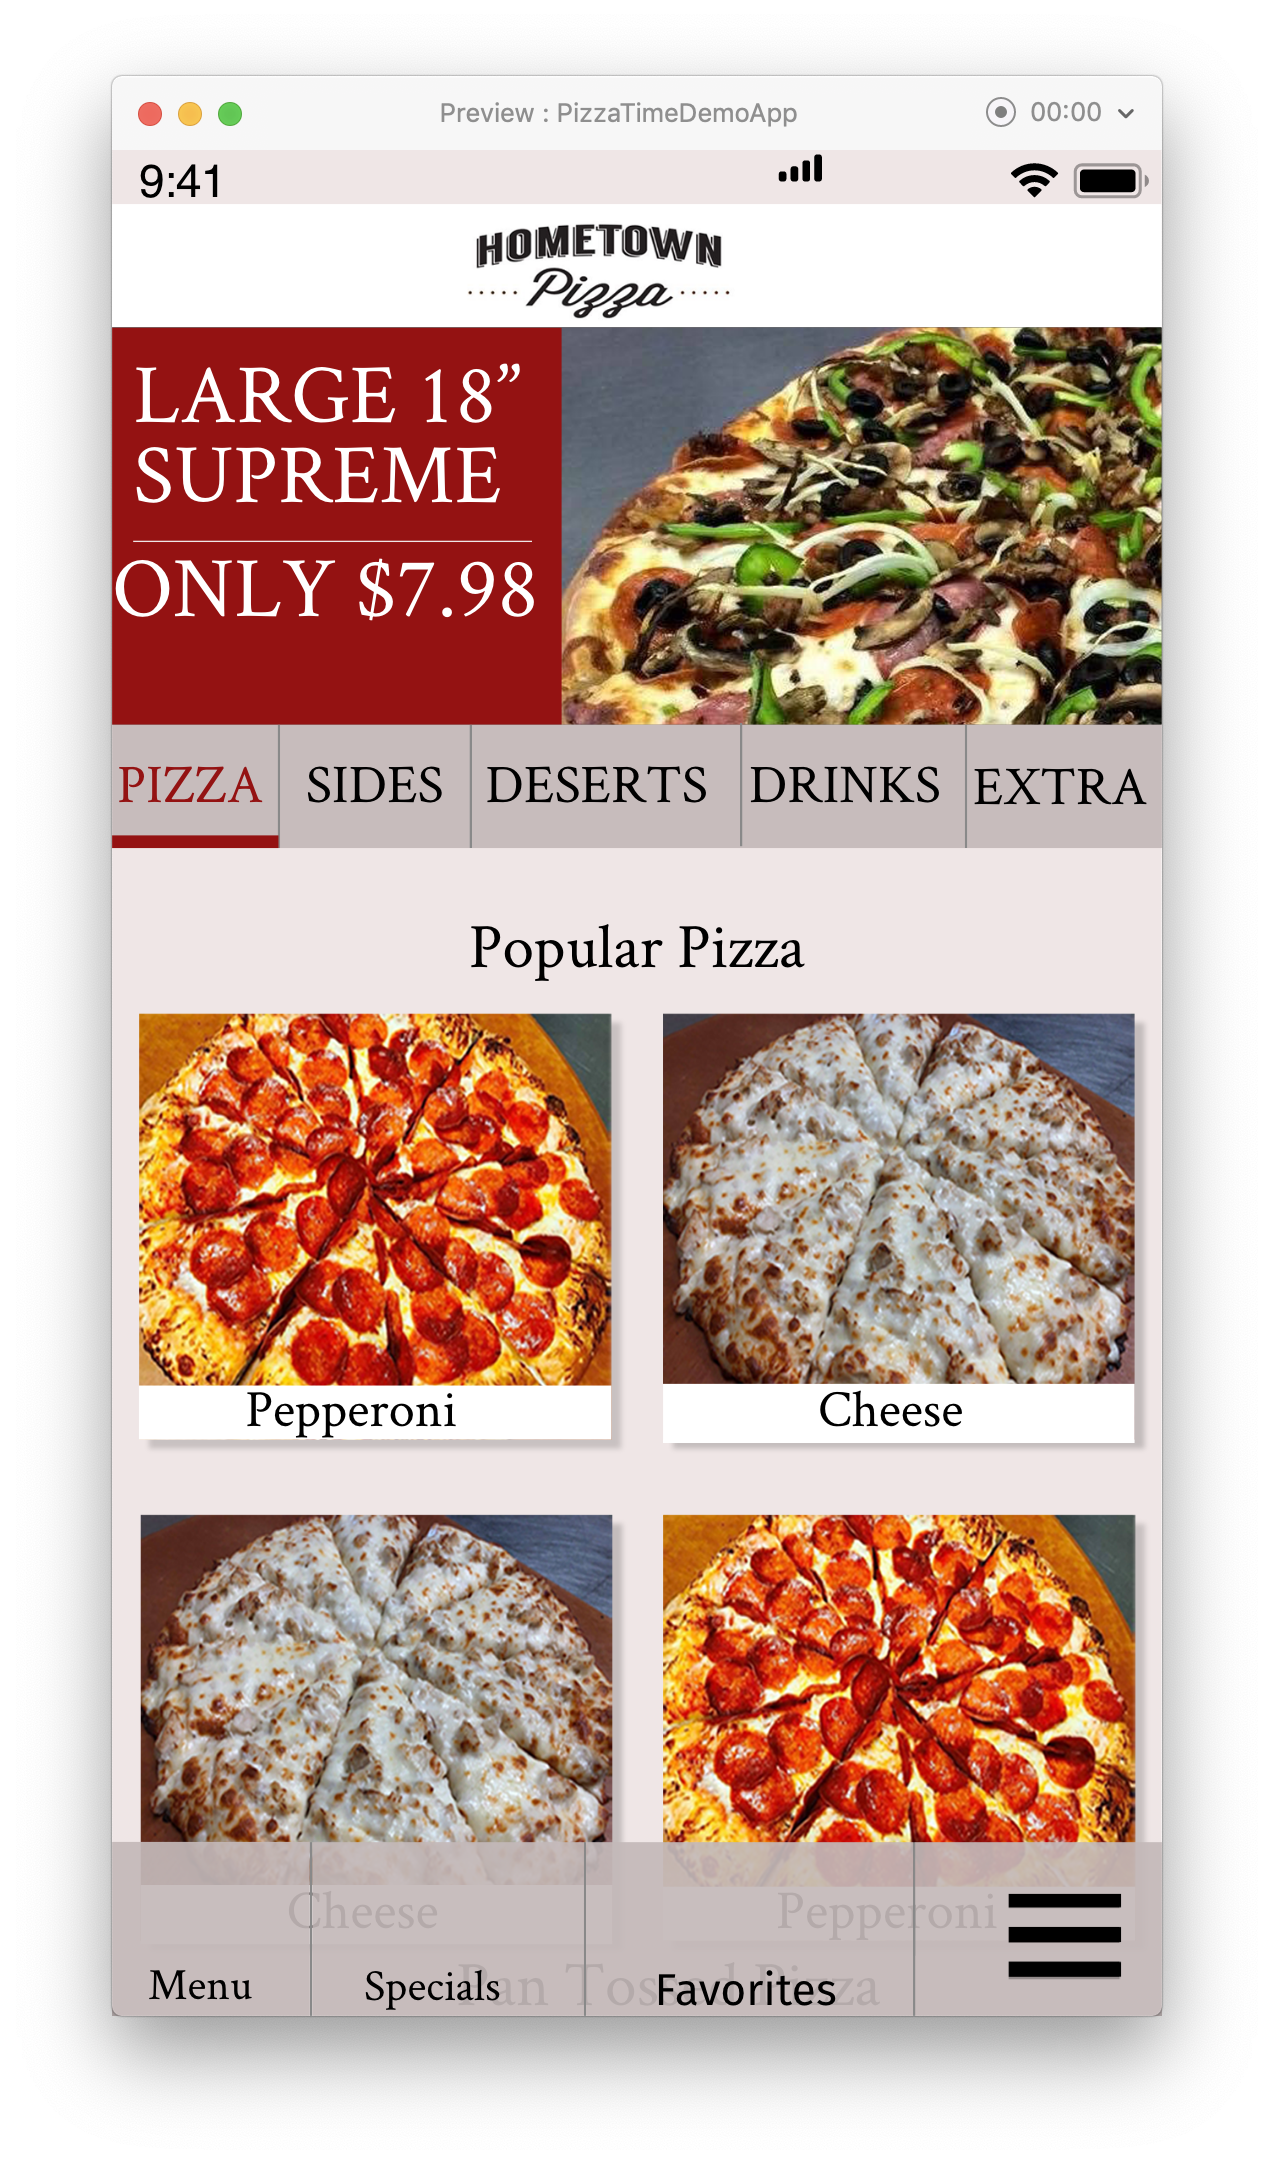 Preview : PizzaTimeDemoApp
00:00
9:41
HOMETOWN
Pizza
LARGE 18”
SUPREME
ONLY $7.98
PIZZA
SIDES
DESERTS
DRINKS
EXTRA
Popular Pizza
Pepperoni
Cheese
Cheese
Pepperoni
Pan Tossed Pizza
Menu
Specials
Favorites